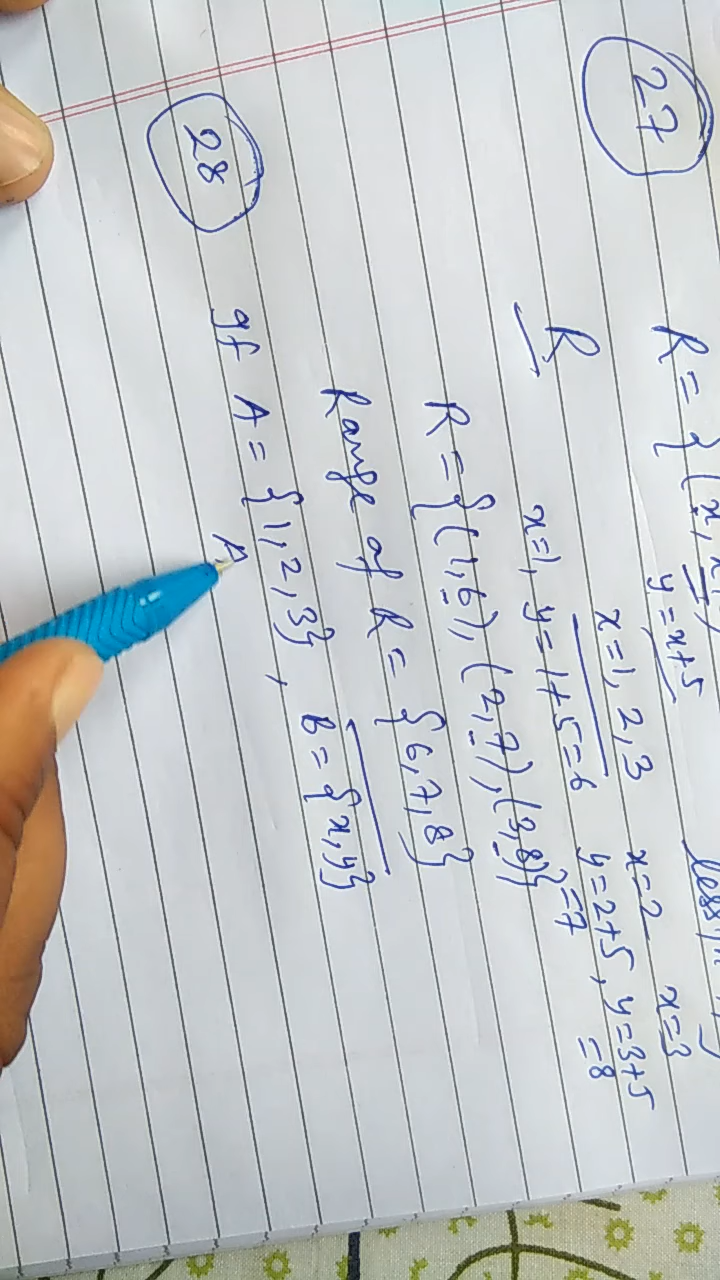 27
R = {(x, x
less
y = x+5
x = 1, 2, 3
x=2
x=3
R
x=1, y = 1+5 = 6
y = 2+5, y = 3+5
= 7
= 8
R = {(1,6), (2,7), (3,8)}
Range of R = {6,7,8}
28
If A = {1,2,3}, B = {x,y}
A